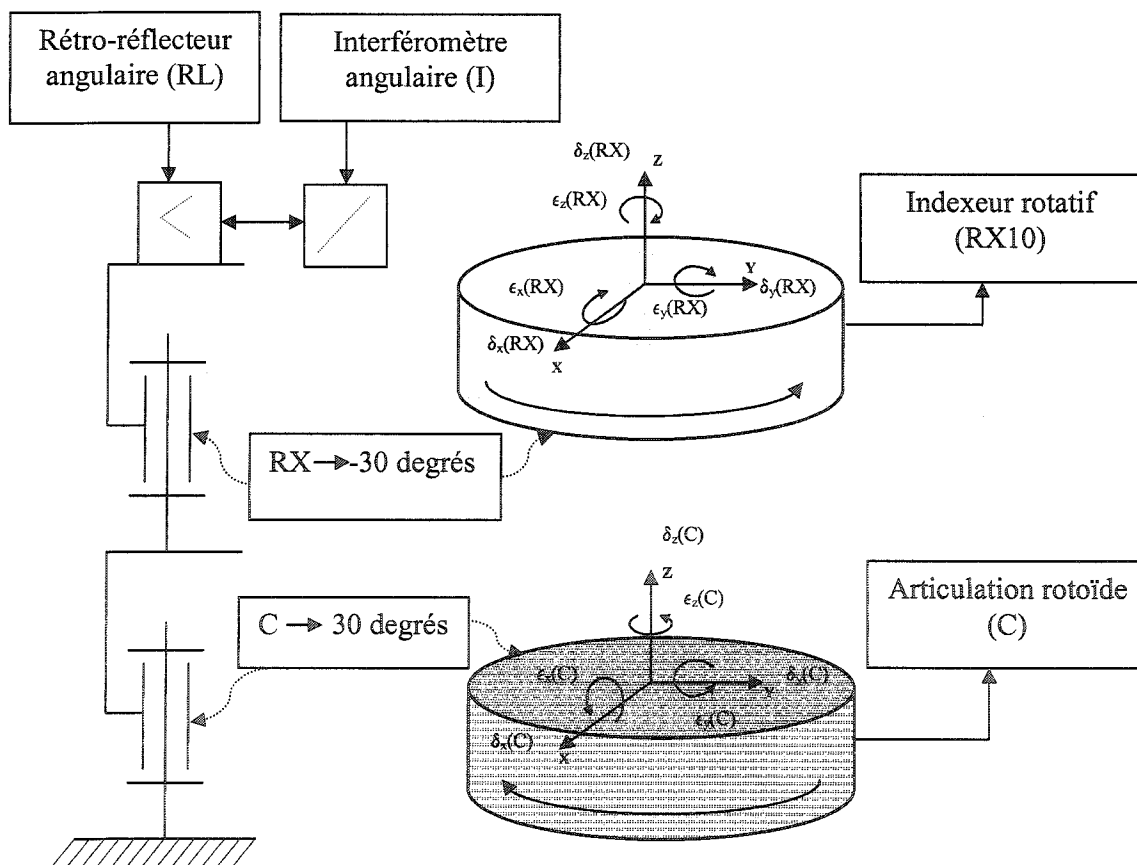 Rétro-réflecteur
angulaire (RL)
Interféromètre
angulaire (I)
δz(RX)
z
εz(RX)
Indexeur rotatif
(RX10)
εx(RX)
Y
δy(RX)
εy(RX)
δx(RX)
x
RX → -30 degrés
δz(C)
z
εz(C)
Articulation rotoïde
(C)
C → 30 degrés
εx(C)
Y
δx(C)
X